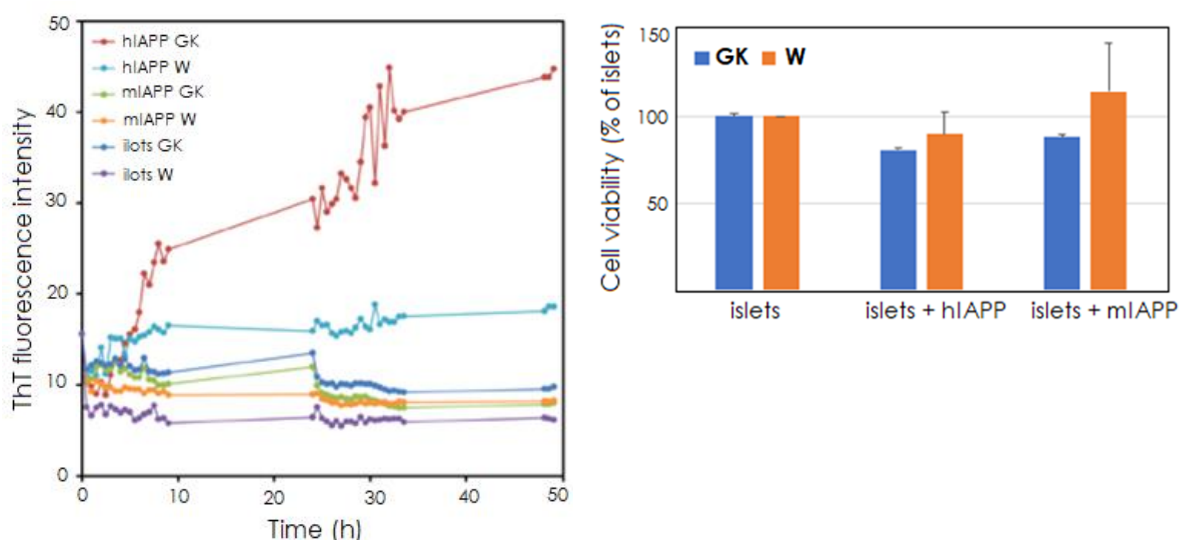 50
40
30
20
10
0
ThT fluorescence intensity
hIAPP GK
hIAPP W
mIAPP GK
mIAPP W
ilots GK
ilots W
0 10 20 30 40 50
Time (h)
150
100
50
Cell viability (% of islets)
GK W
islets islets + hIAPP islets + mIAPP